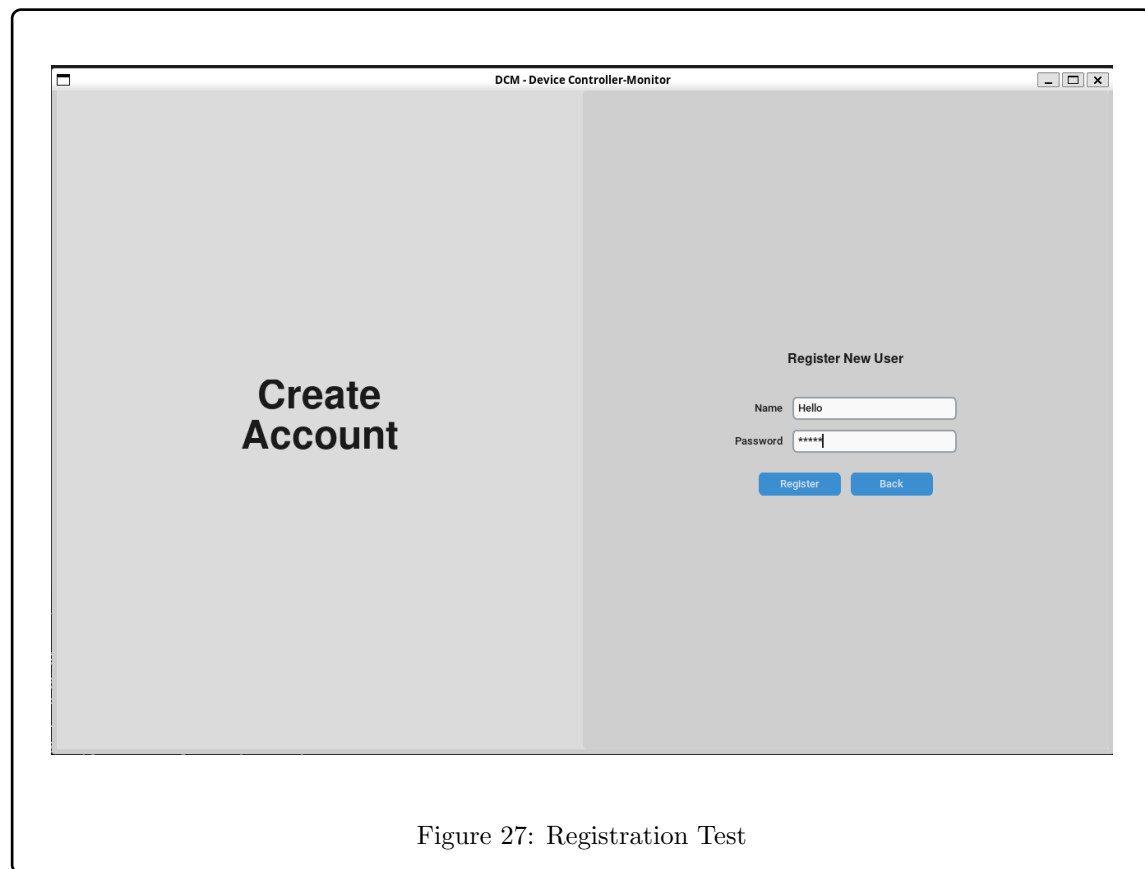 DCM - Device Controller-Monitor
Create
Account
Register New User
Name Hello
Password *****
Register Back
Figure 27: Registration Test